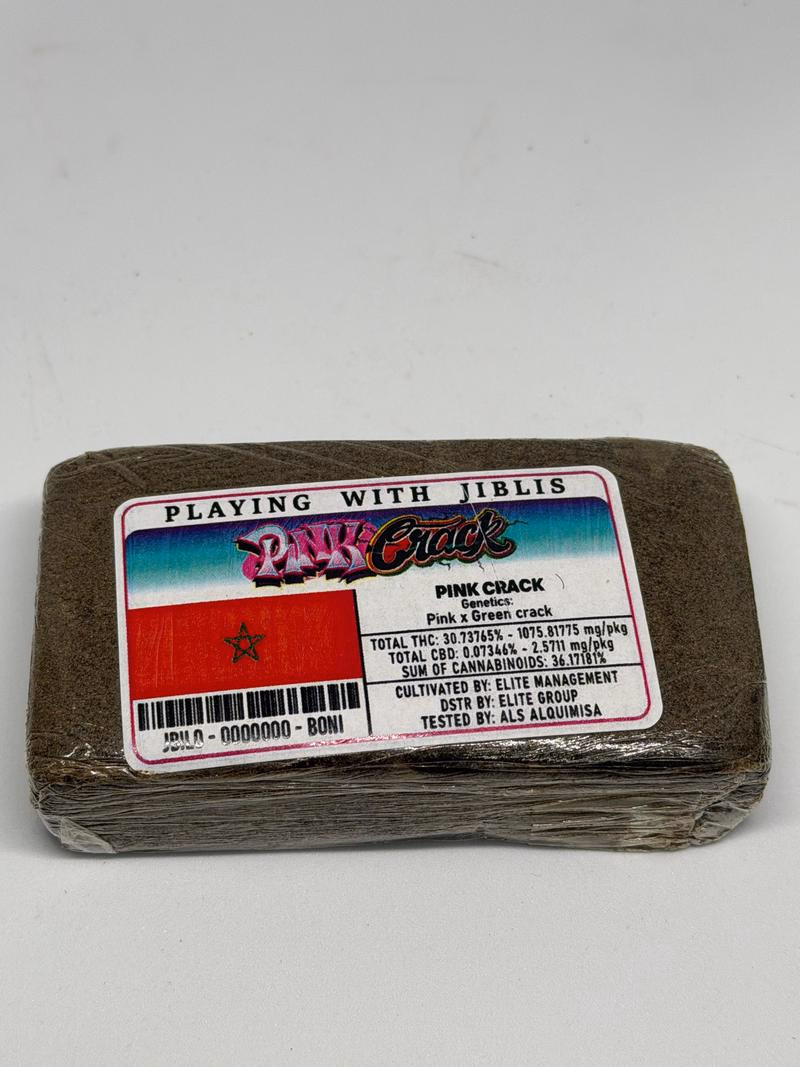 PLAYING WITH JIBLIS
PINK Crack
PINK CRACK
Genetics:
Pink x Green crack
TOTAL THC: 30.73765% - 1075.81775 mg/pkg
TOTAL CBD: 0.07346% - 2.5711 mg/pkg
SUM OF CANNABINOIDS: 36.17181%
CULTIVATED BY: ELITE MANAGEMENT
DSTR BY: ELITE GROUP
TESTED BY: ALS ALQUIMISA
JBILO - 0000000 - BONI